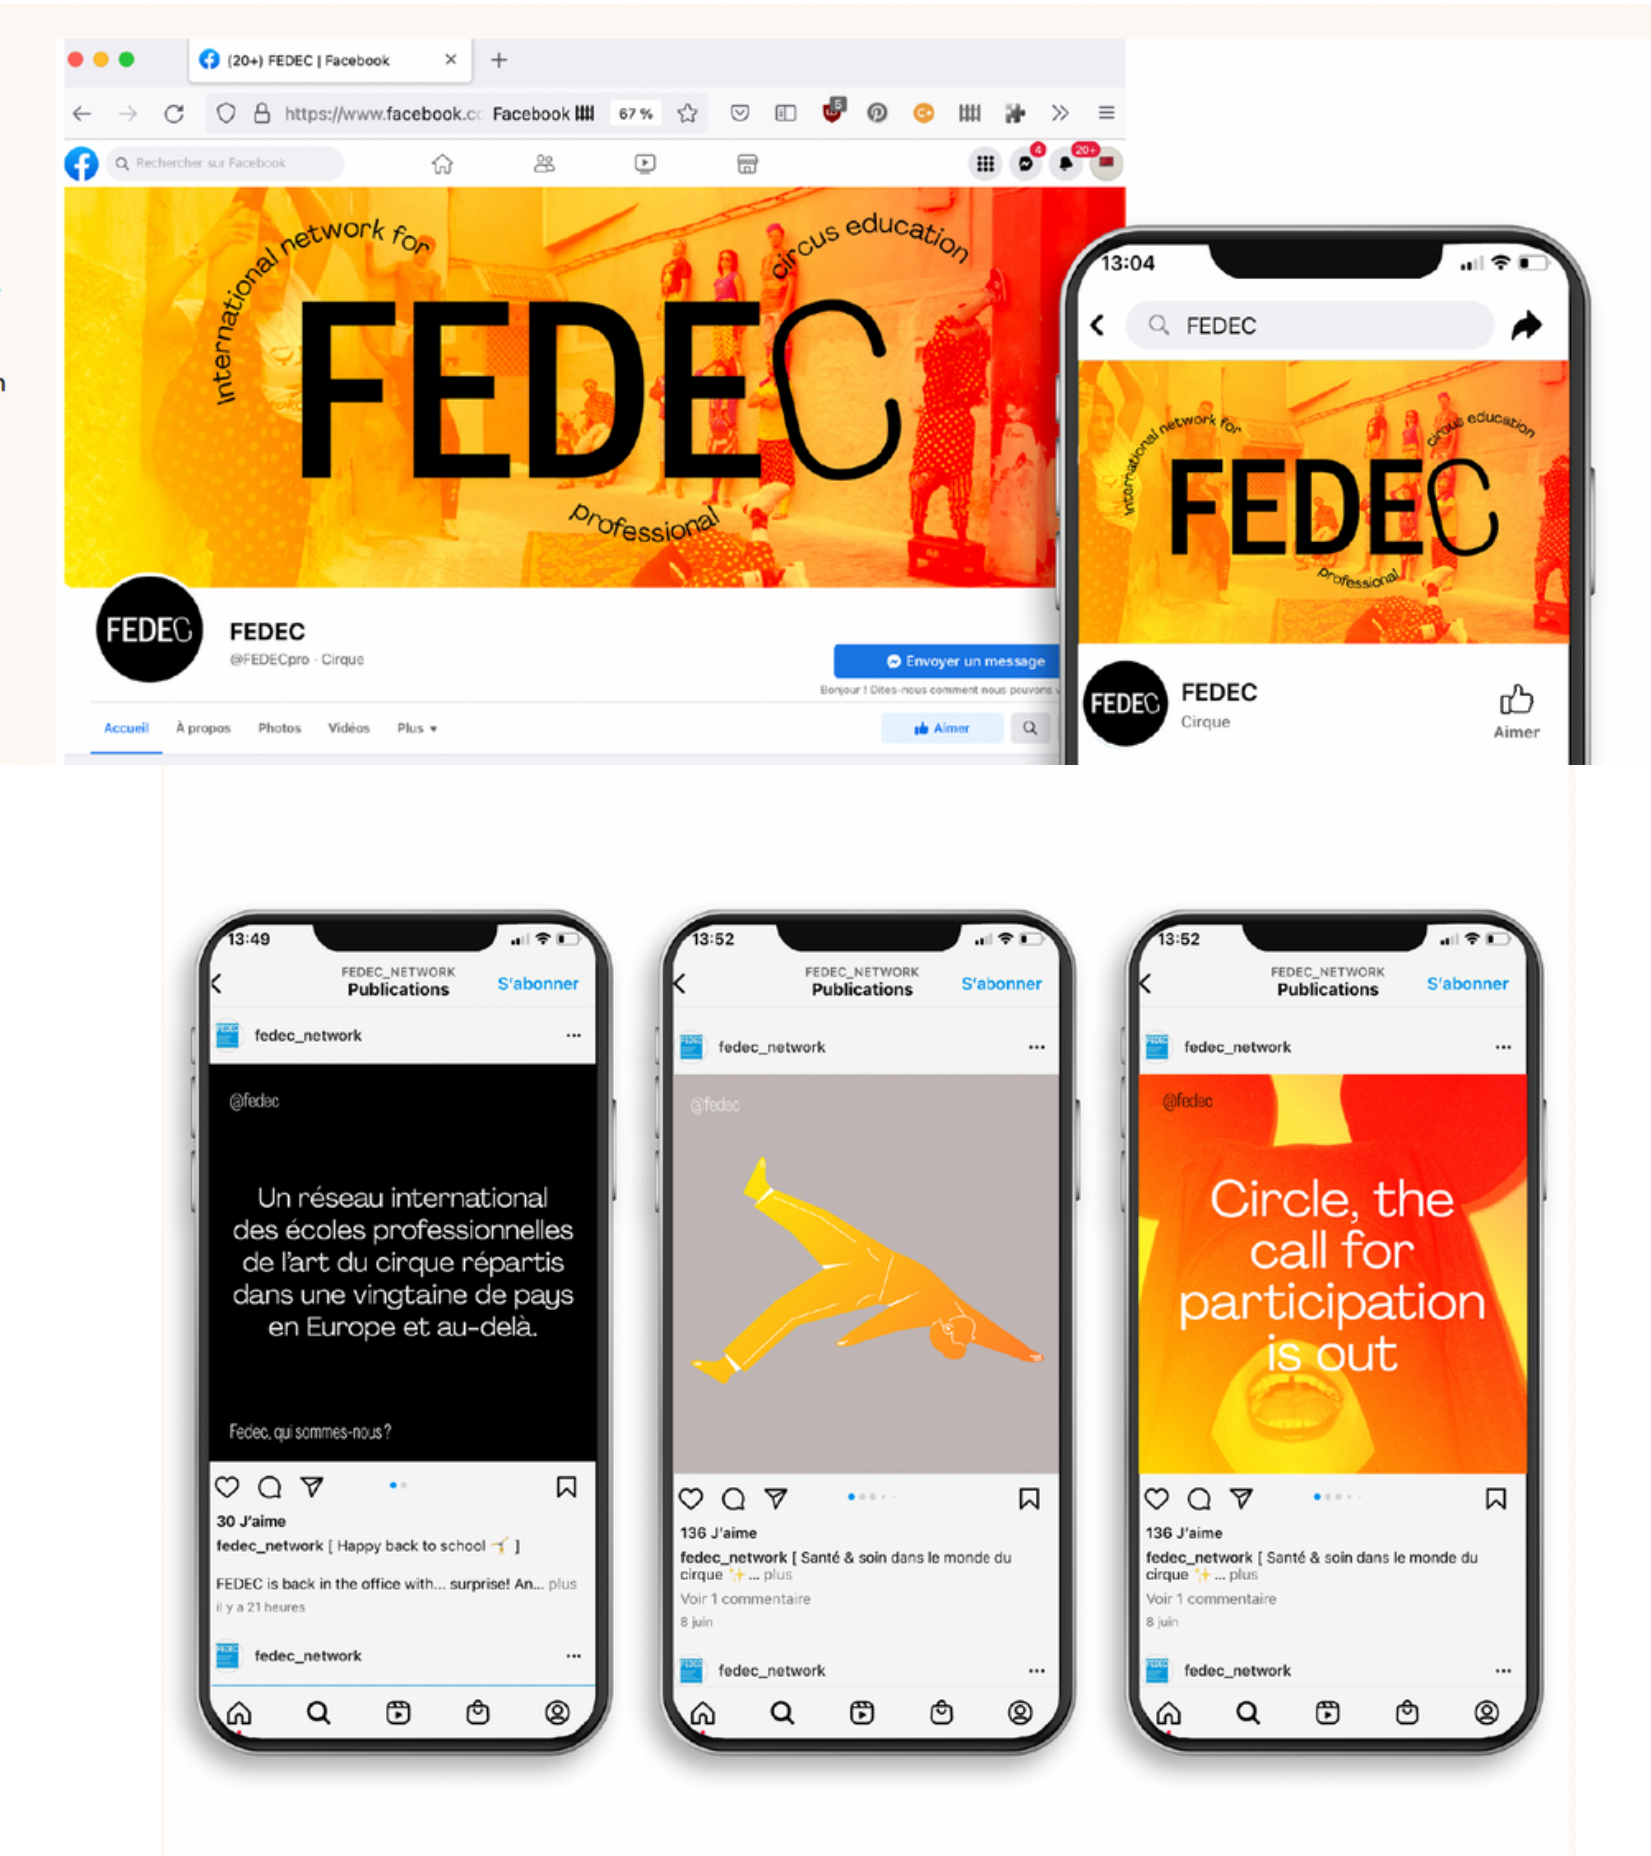 (20+) FEDEC | Facebook
https://www.facebook.c
Facebook
67 %
5
Rechercher sur Facebook
4
20+
International network for
circus education
FEDEC
professional
FEDEC
FEDEC
@FEDECpro · Cirque
Envoyer un message
Bonjour ! Dites-nous comment nous pouvons v
Accueil
À propos
Photos
Vidéos
Plus
Aimer
13:04
FEDEC
International network for
circus education
FEDEC
professional
FEDEC
FEDEC
Cirque
Aimer
13:49
FEDEC_NETWORK
Publications
S'abonner
fedec_network
@fedec
Un réseau international
des écoles professionnelles
de l'art du cirque répartis
dans une vingtaine de pays
en Europe et au-delà.
Fedec, qui sommes-nous ?
30 J'aime
fedec_network [ Happy back to school 🤸 ]
FEDEC is back in the office with... surprise! An... plus
il y a 21 heures
fedec_network
13:52
FEDEC_NETWORK
Publications
S'abonner
fedec_network
@fedec
136 J'aime
fedec_network [ Santé & soin dans le monde du
cirque ✨ ... plus
Voir 1 commentaire
8 juin
fedec_network
13:52
FEDEC_NETWORK
Publications
S'abonner
fedec_network
@fedec
Circle, the
call for
participation
is out
136 J'aime
fedec_network [ Santé & soin dans le monde du
cirque ✨ ... plus
Voir 1 commentaire
8 juin
fedec_network